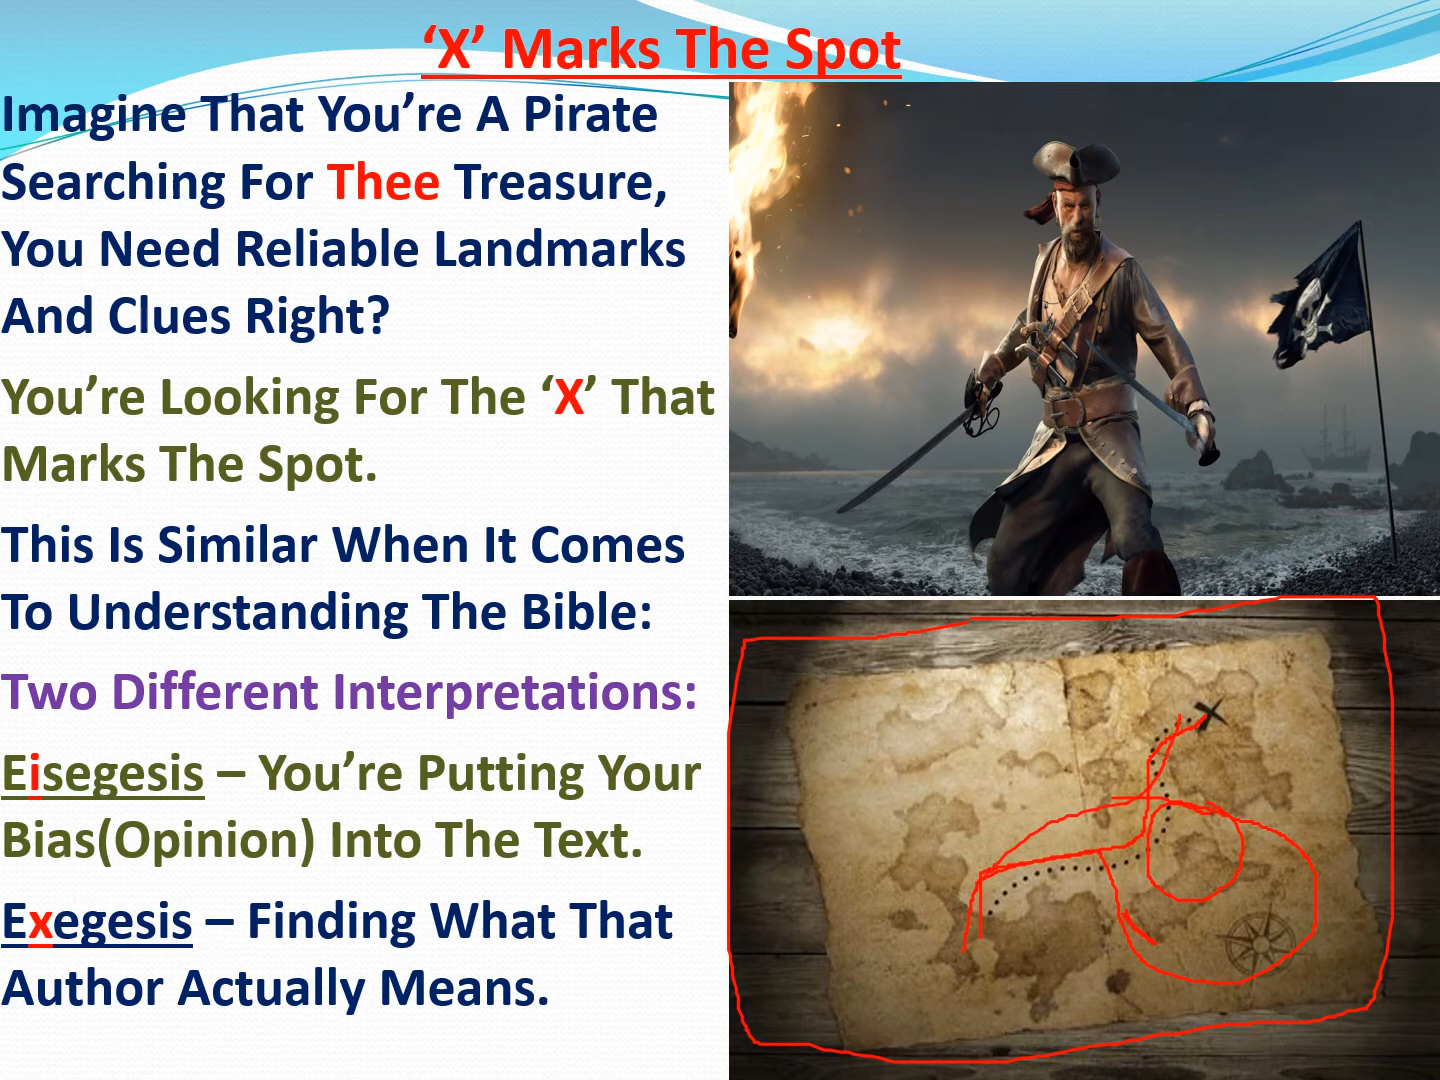 ‘X’ Marks The Spot
Imagine That You’re A Pirate
Searching For Thee Treasure,
You Need Reliable Landmarks
And Clues Right?
You’re Looking For The ‘X’ That
Marks The Spot.
This Is Similar When It Comes
To Understanding The Bible:
Two Different Interpretations:
Eisegesis – You’re Putting Your
Bias(Opinion) Into The Text.
Exegesis – Finding What That
Author Actually Means.